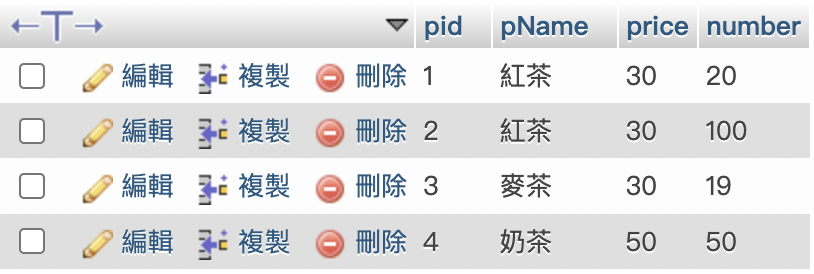 pid pName price number
編輯 複製 刪除 1 紅茶 30 20
編輯 複製 刪除 2 紅茶 30 100
編輯 複製 刪除 3 麥茶 30 19
編輯 複製 刪除 4 奶茶 50 50